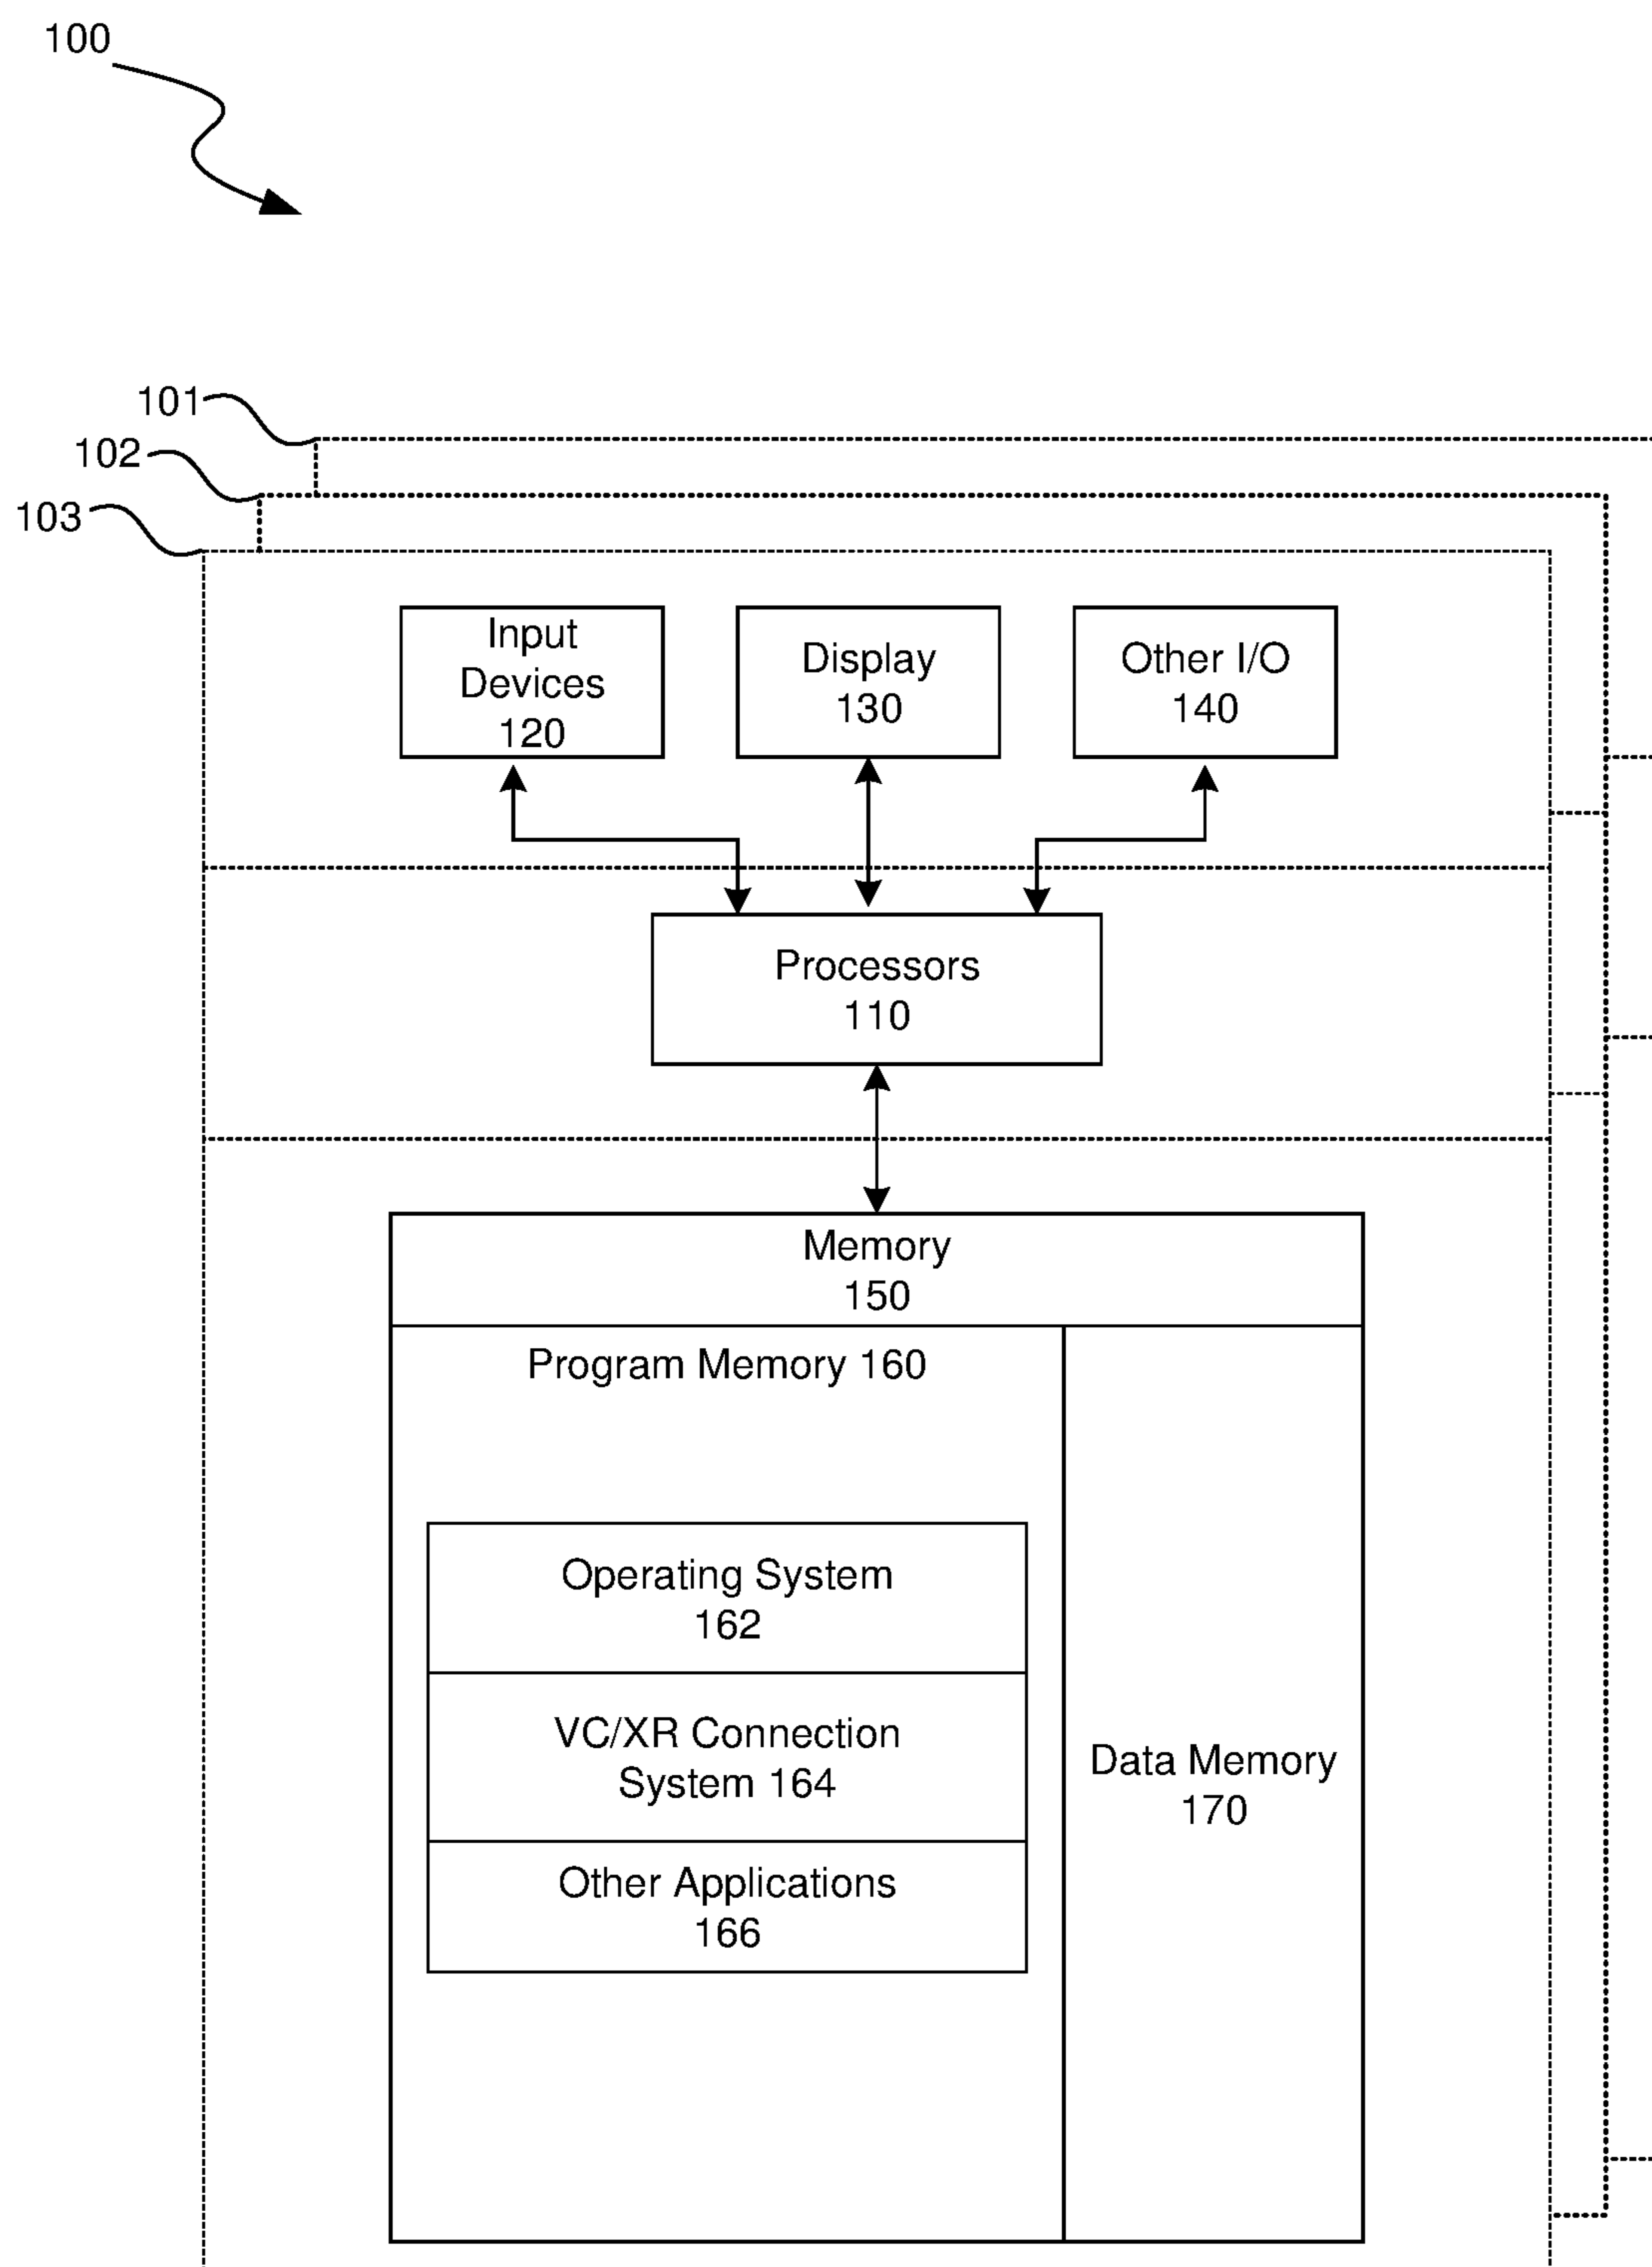 100
101
102
103
Input
Devices
120
Display
130
Other I/O
140
Processors
110
Memory
150
Program Memory 160
Operating System
162
VC/XR Connection
System 164
Other Applications
166
Data Memory
170